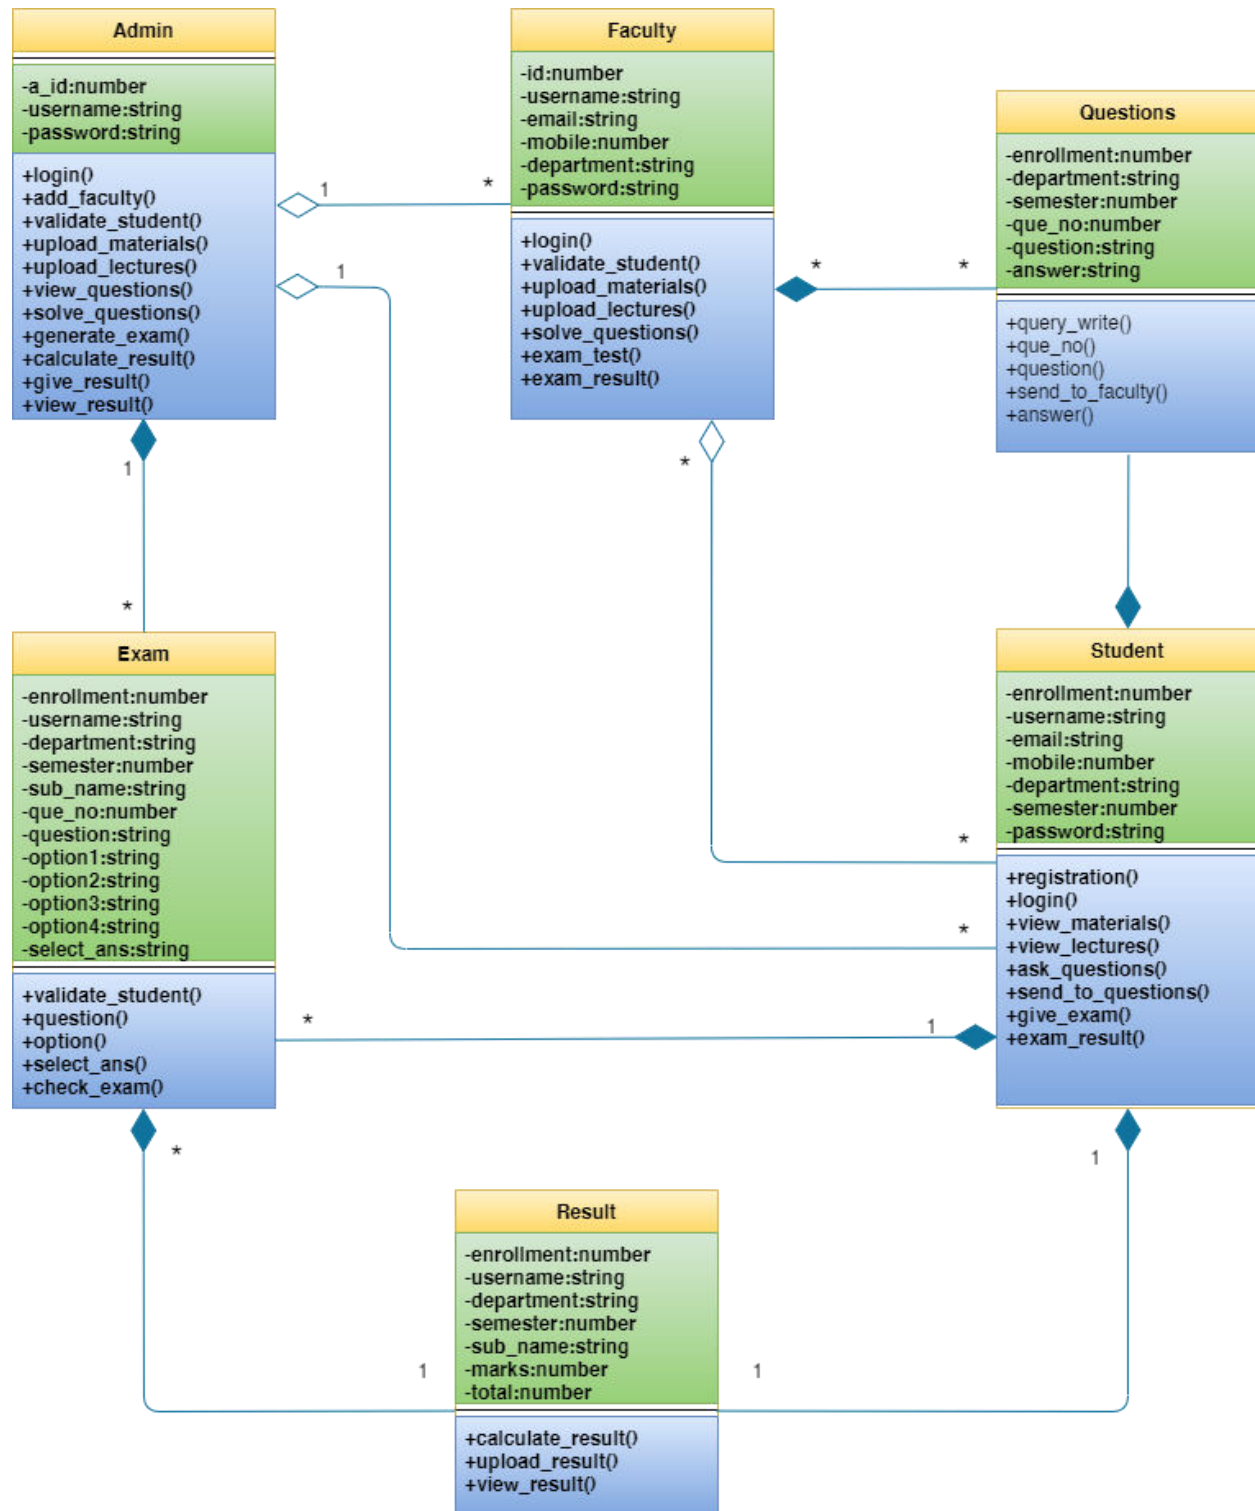 Admin
-a_id:number
-username:string
-password:string
+login()
+add_faculty()
+validate_student()
+upload_materials()
+upload_lectures()
+view_questions()
+solve_questions()
+generate_exam()
+calculate_result()
+give_result()
+view_result()
1
*
1
1
*
Faculty
-id:number
-username:string
-email:string
-mobile:number
-department:string
-password:string
+login()
+validate_student()
+upload_materials()
+upload_lectures()
+solve_questions()
+exam_test()
+exam_result()
*
*
*
*
*
Questions
-enrollment:number
-department:string
-semester:number
-que_no:number
-question:string
-answer:string
+query_write()
+que_no()
+question()
+send_to_faculty()
+answer()
Exam
-enrollment:number
-username:string
-department:string
-semester:number
-sub_name:string
-que_no:number
-question:string
-option1:string
-option2:string
-option3:string
-option4:string
-select_ans:string
+validate_student()
+question()
+option()
+select_ans()
+check_exam()
*
1
*
1
Student
-enrollment:number
-username:string
-email:string
-mobile:number
-department:string
-semester:number
-password:string
+registration()
+login()
+view_materials()
+view_lectures()
+ask_questions()
+send_to_questions()
+give_exam()
+exam_result()
Result
-enrollment:number
-username:string
-department:string
-semester:number
-sub_name:string
-marks:number
-total:number
+calculate_result()
+upload_result()
+view_result()
1
1